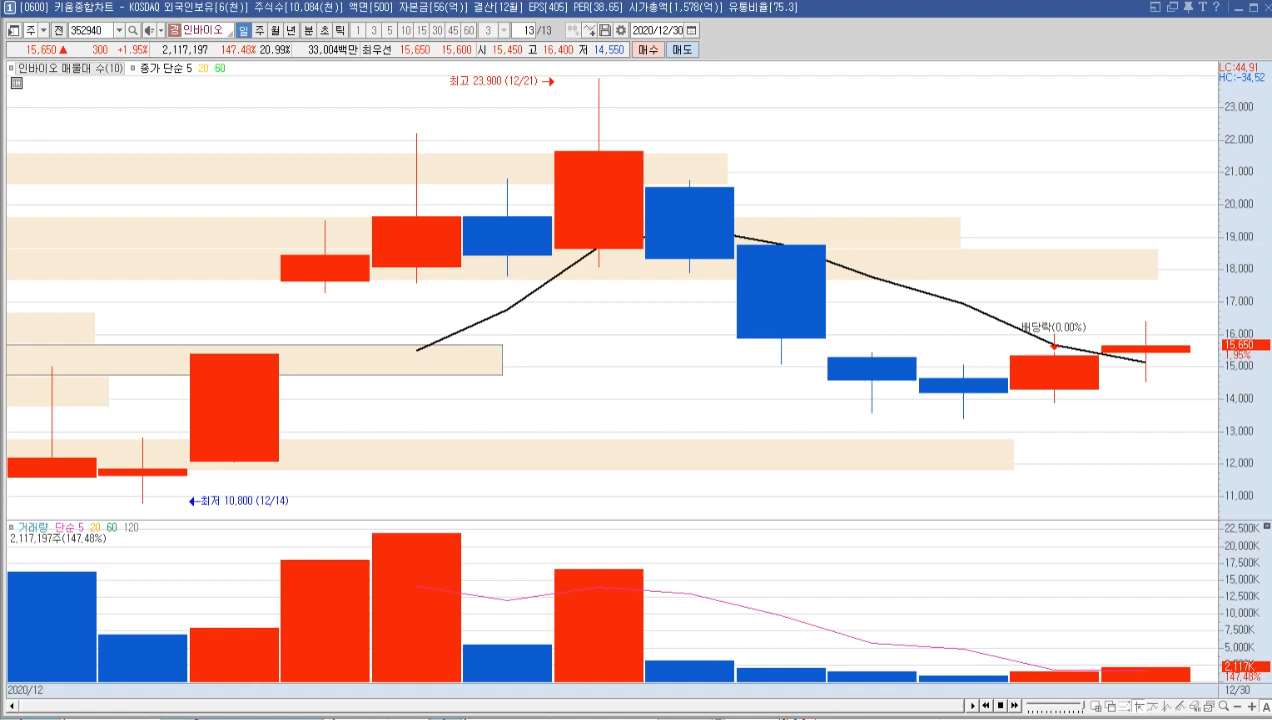 [0600] 키움종합차트 - KOSDAQ 외국인보유[6(천)] 주식수[10,084(천)] 액면[500] 자본금[56(억)] 결산[12월] EPS[405] PER[38.65] 시가총액[1,578(억)] 유통비율[75.3]
주 전 352940 인바이오 일 주 월 년 분 초 틱 1 3 5 10 15 30 45 60 3 13 /13 2020/12/30
15,650▲ 300 +1.95% 2,117,197 147.48% 20.99% 33,004백만 최우선 15,650 15,600 시 15,450 고 16,400 저 14,550 매수 매도
인바이오 매물대 수(10) 종가 단순 5 20 60
LC:44.91
HC:-34.52
최고 23,900 (12/21)
23,000
22,000
21,000
20,000
19,000
18,000
17,000
배당락(0.00%)
16,000
15,650
1.95%
15,000
14,000
13,000
12,000
최저 10,800 (12/14)
11,000
거래량 단순 5 20 60 120
2,117,197주(147.48%)
22,500K
20,000K
17,500K
15,000K
12,500K
10,000K
7,500K
5,000K
2,117K
147.48%
2020/12
12/30